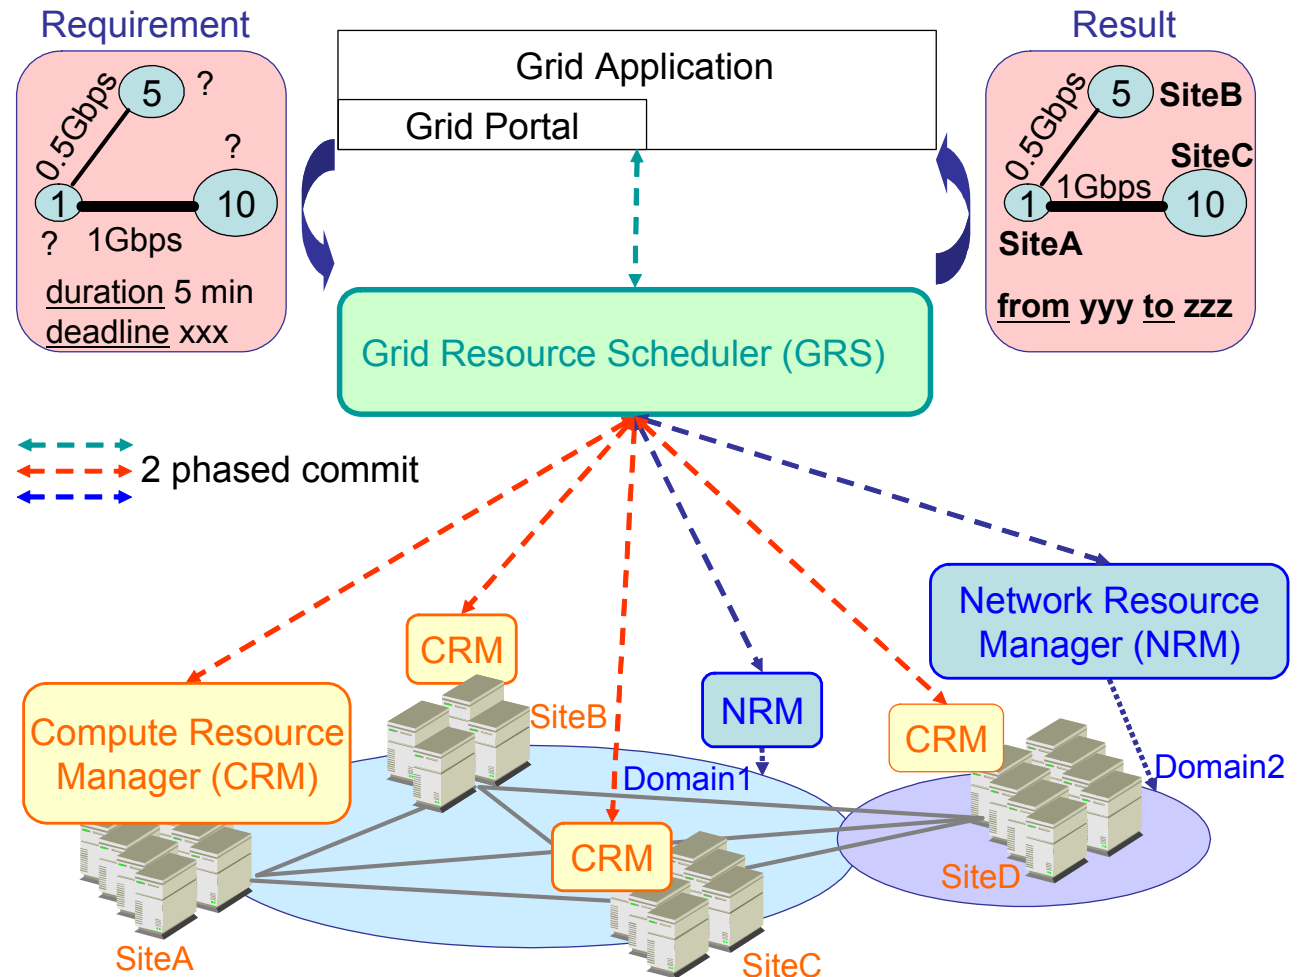 Requirement
5
?
0.5Gbps
?
1
10
?
1Gbps
duration 5 min
deadline xxx
Grid Application
Grid Portal
Result
5
SiteB
0.5Gbps
SiteC
1
1Gbps
10
SiteA
from yyy to zzz
Grid Resource Scheduler (GRS)
2 phased commit
Network Resource
Manager (NRM)
CRM
SiteB
NRM
CRM
Compute Resource
Manager (CRM)
Domain1
Domain2
CRM
SiteD
SiteA
SiteC